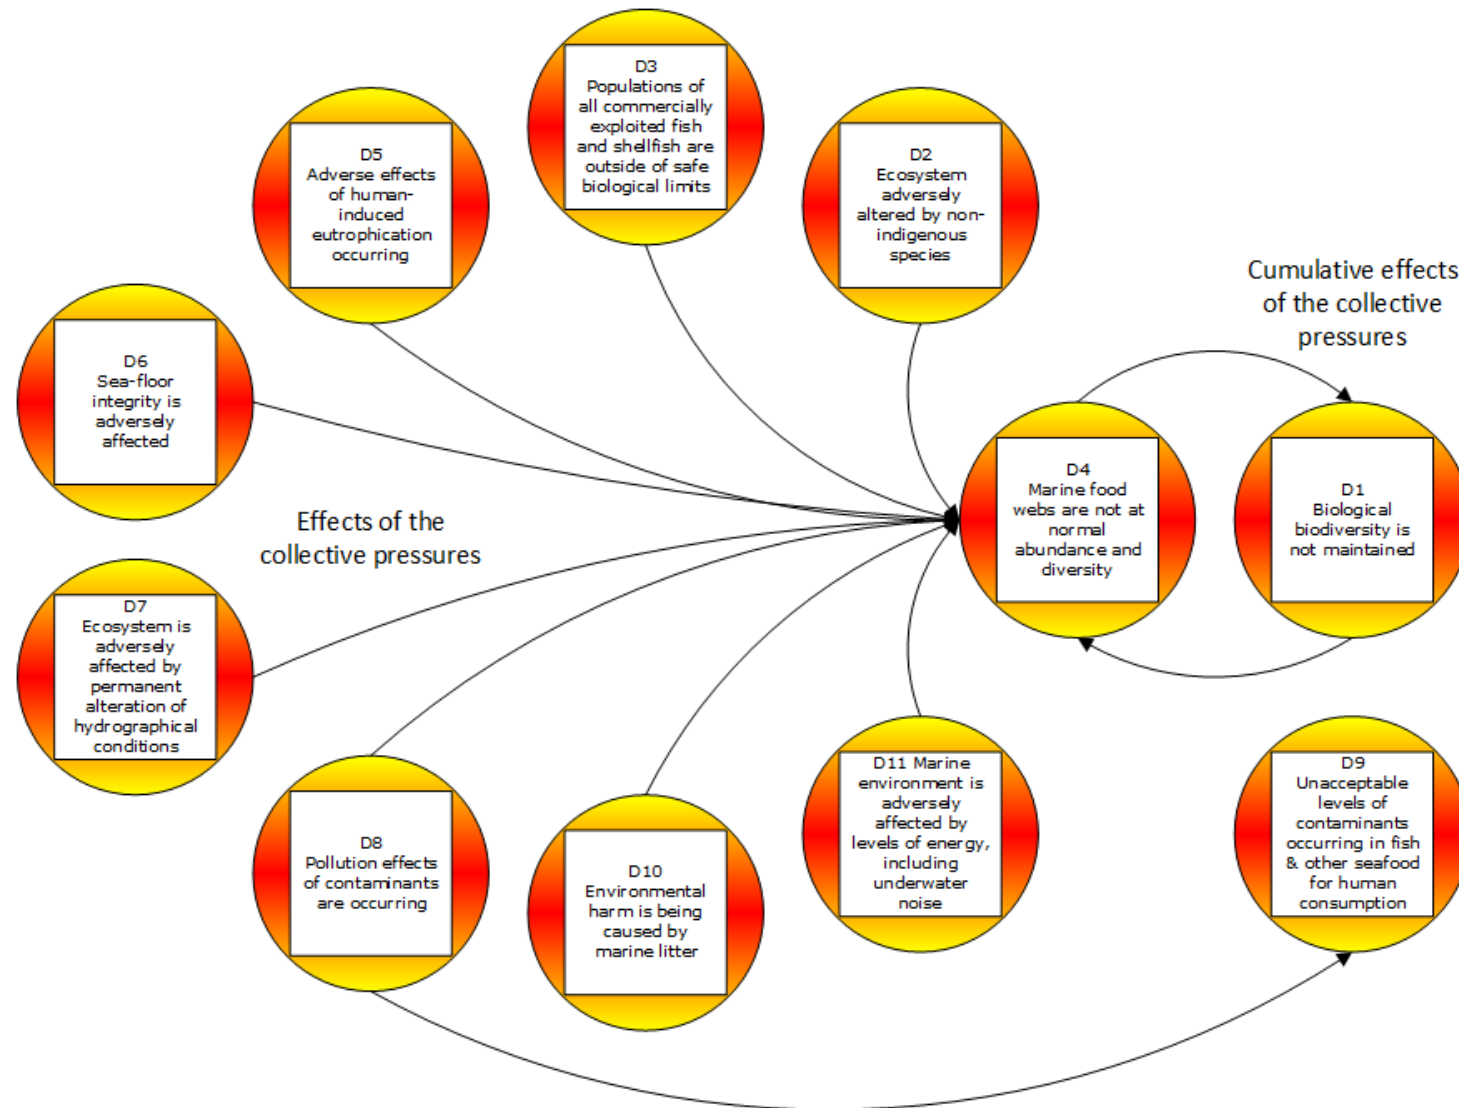 D3
Populations of
all commercially
exploited fish
and shellfish are
outside of safe
biological limits
D5
Adverse effects
of human-
induced
eutrophication
occurring
D2
Ecosystem
adversely
altered by non-
indigenous
species
Cumulative effects
of the collective
pressures
D6
Sea-floor
integrity is
adversely
affected
D4
Marine food
webs are not at
normal
abundance and
diversity
D1
Biological
biodiversity is
not maintained
Effects of the
collective pressures
D7
Ecosystem is
adversely
affected by
permanent
alteration of
hydrographical
conditions
D8
Pollution effects
of contaminants
are occurring
D10
Environmental
harm is being
caused by
marine litter
D11 Marine
environment is
adversely
affected by
levels of energy,
including
underwater
noise
D9
Unacceptable
levels of
contaminants
occurring in fish
& other seafood
for human
consumption